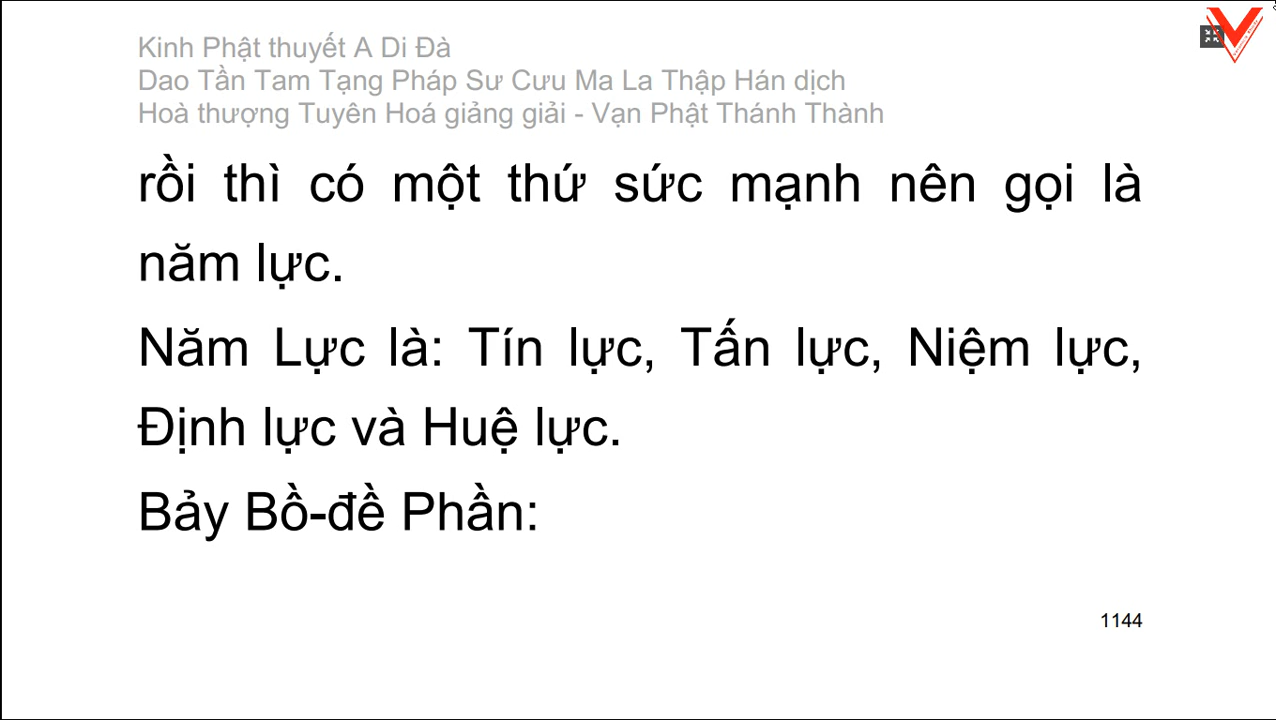 Kinh Phật thuyết A Di Đà
Dao Tần Tam Tạng Pháp Sư Cưu Ma La Thập Hán dịch
Hoà thượng Tuyên Hoá giảng giải - Vạn Phật Thánh Thành
rồi thì có một thứ sức mạnh nên gọi là
năm lực.
Năm Lực là: Tín lực, Tấn lực, Niệm lực,
Định lực và Huệ lực.
Bảy Bồ-đề Phần:
1144